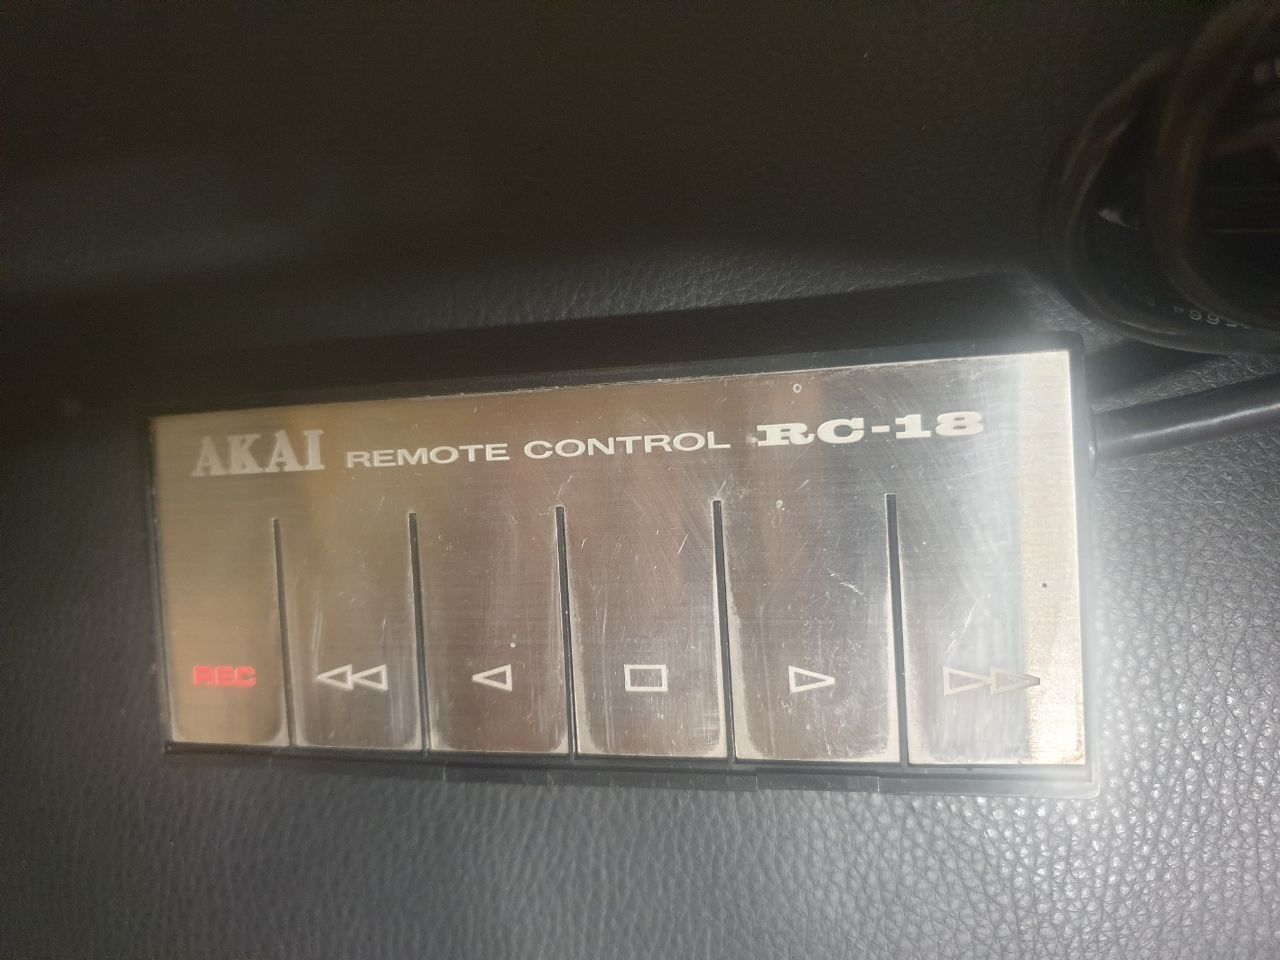 AKAI REMOTE CONTROL RC-18
REC